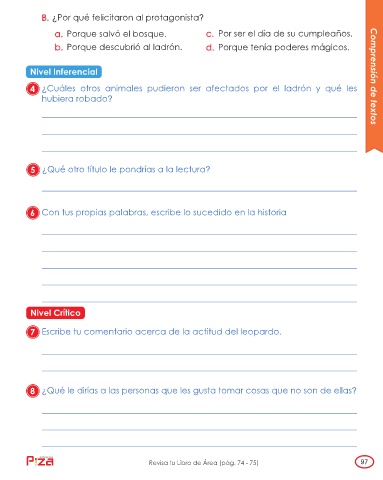 B. ¿Por qué felicitaron al protagonista?
a. Porque salvó el bosque.
c. Por ser el día de su cumpleaños.
b. Porque descubrió al ladrón.
d. Porque tenía poderes mágicos.
Comprensión de textos
Nivel Inferencial
4 ¿Cuáles otros animales pudieron ser afectados por el ladrón y qué les
hubiera robado?
5 ¿Qué otro título le pondrías a la lectura?
6 Con tus propias palabras, escribe lo sucedido en la historia
Nivel Crítico
7 Escribe tu comentario acerca de la actitud del leopardo.
8 ¿Qué le dirías a las personas que les gusta tomar cosas que no son de ellas?
Revisa tu Libro de Área (pág. 74 - 75)
97